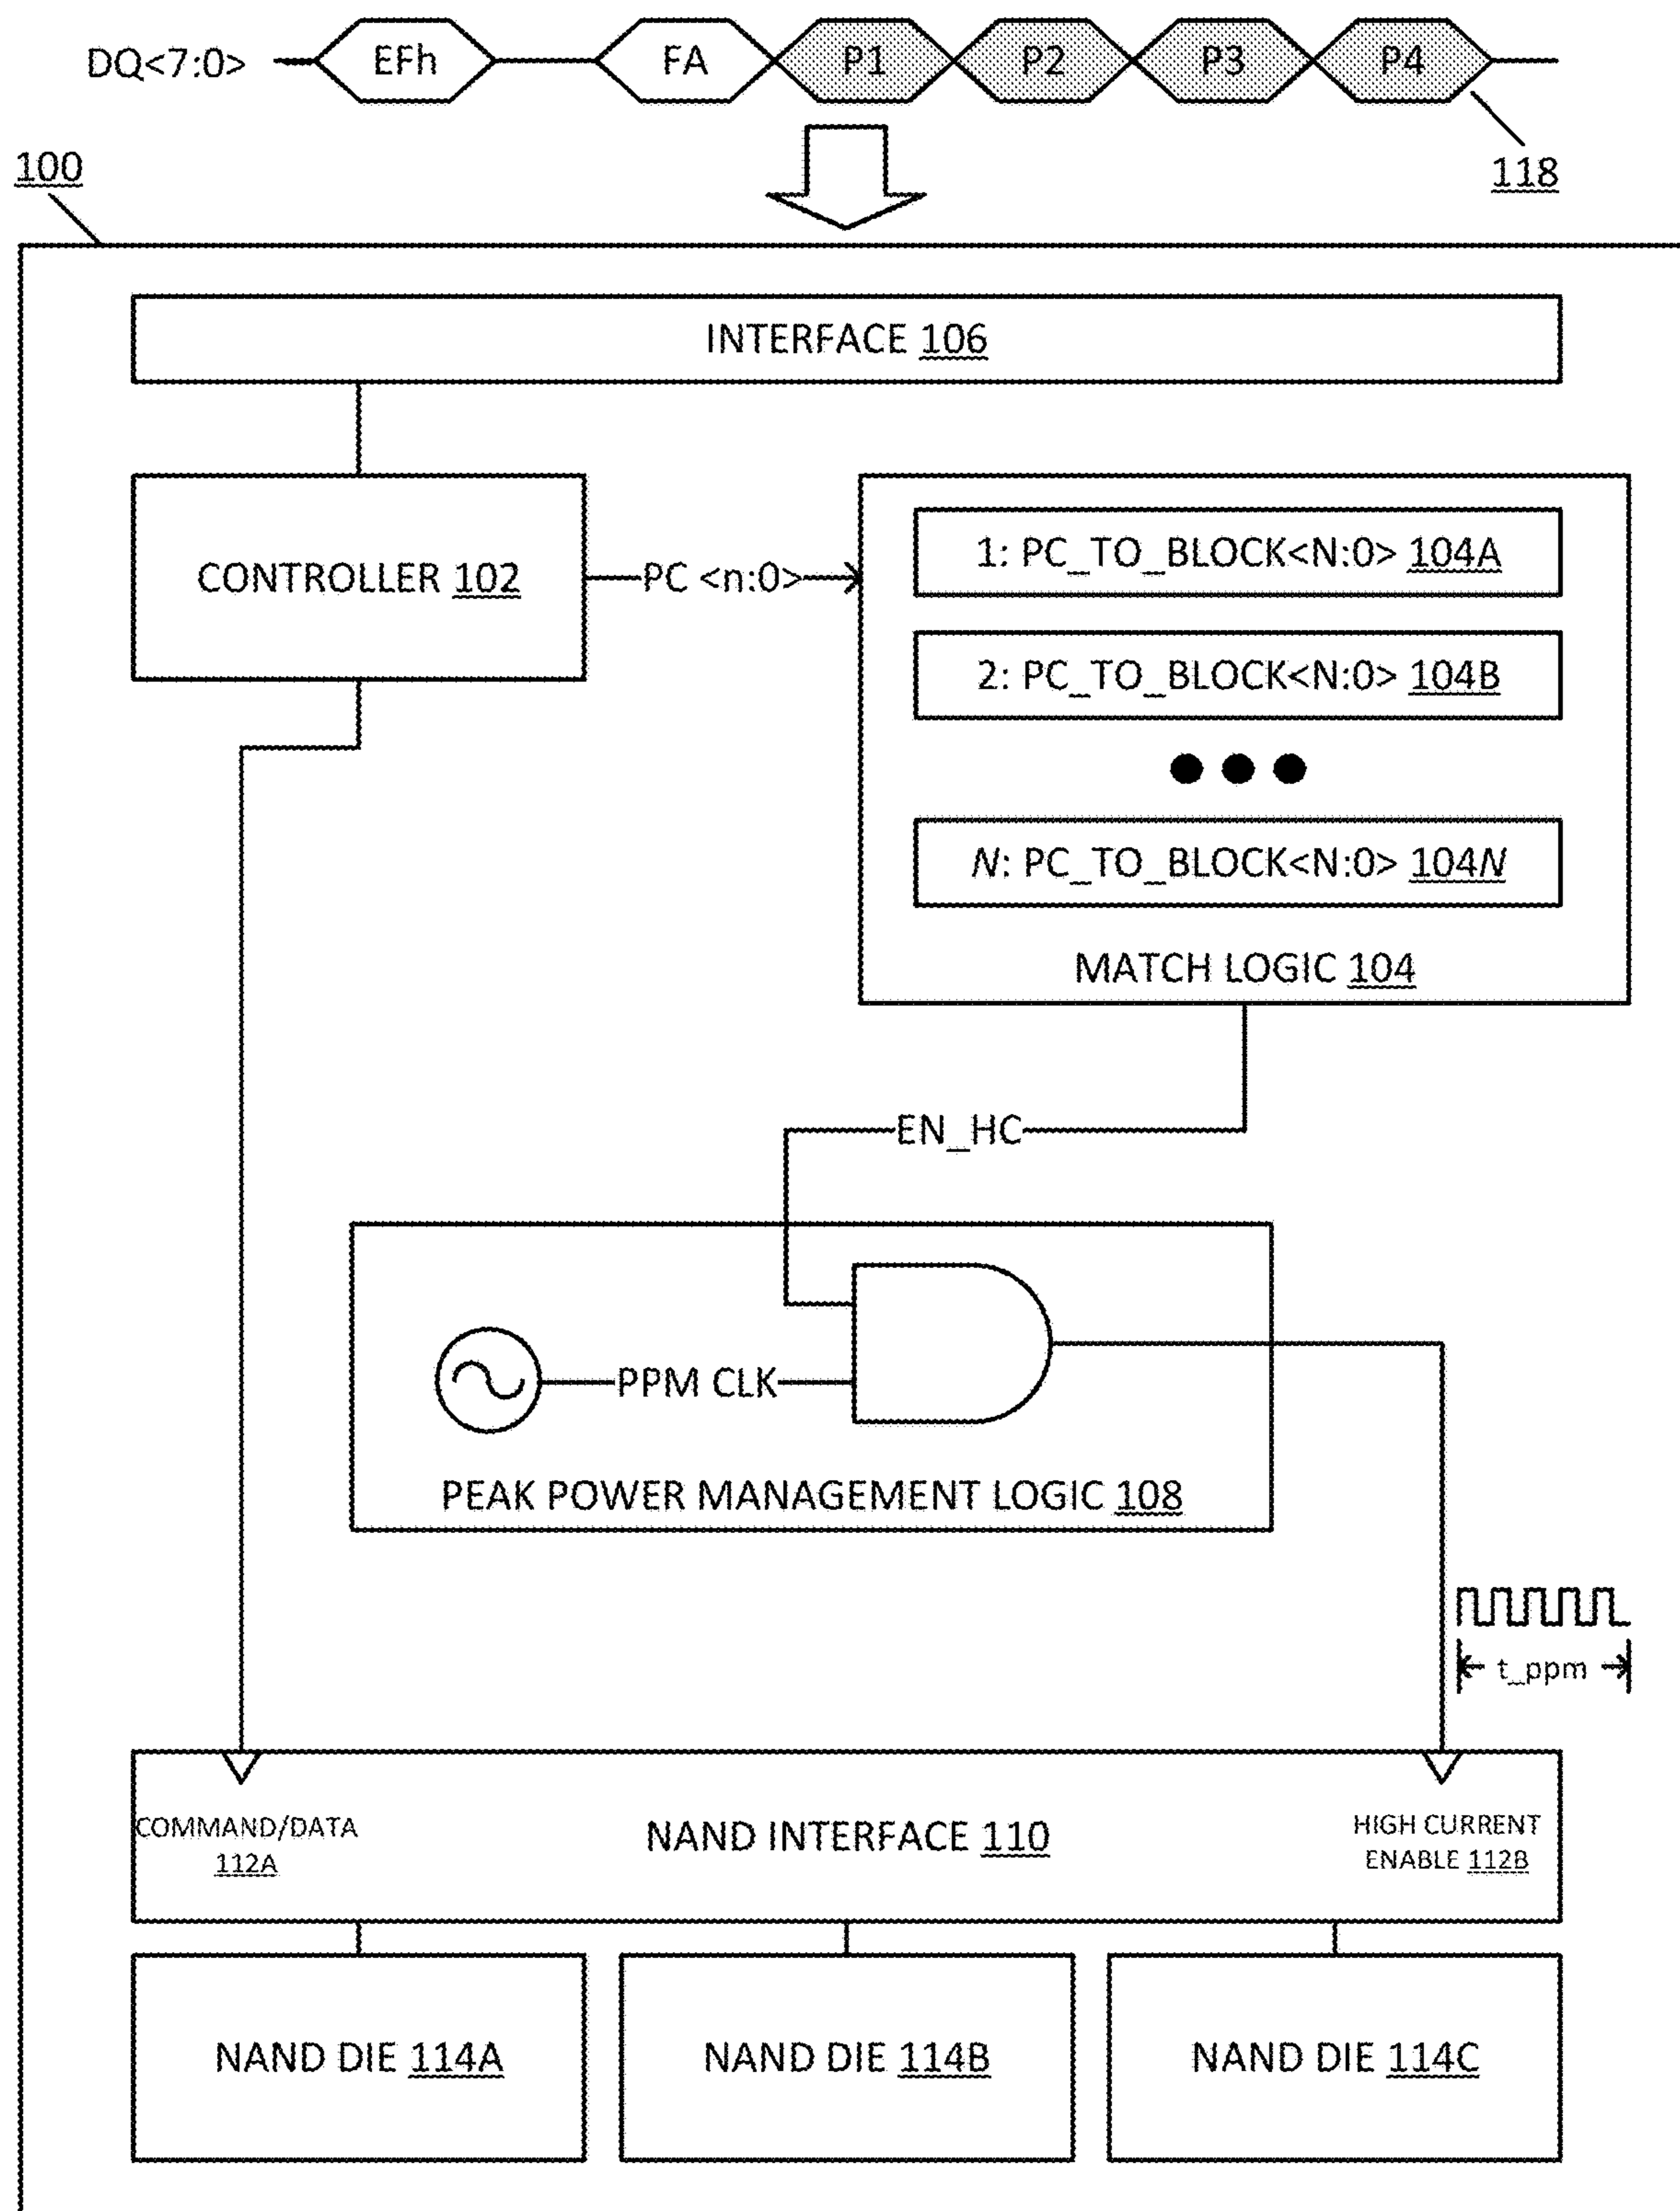 DQ<7:0> EFh FA P1 P2 P3 P4
118
100
INTERFACE 106
CONTROLLER 102
PC <n:0>
1: PC_TO_BLOCK<N:0> 104A
2: PC_TO_BLOCK<N:0> 104B
N: PC_TO_BLOCK<N:0> 104N
MATCH LOGIC 104
EN_HC
PPM CLK
PEAK POWER MANAGEMENT LOGIC 108
t_ppm
COMMAND/DATA
112A
NAND INTERFACE 110
HIGH CURRENT
ENABLE 112B
NAND DIE 114A
NAND DIE 114B
NAND DIE 114C